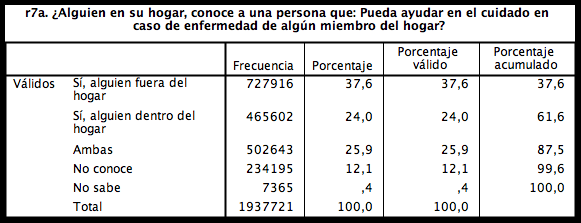 r7a. ¿Alguien en su hogar, conoce a una persona que: Pueda ayudar en el cuidado en
caso de enfermedad de algún miembro del hogar?
Frecuencia Porcentaje Porcentaje válido Porcentaje acumulado
Válidos Sí, alguien fuera del hogar 727916 37,6 37,6 37,6
Sí, alguien dentro del hogar 465602 24,0 24,0 61,6
Ambas 502643 25,9 25,9 87,5
No conoce 234195 12,1 12,1 99,6
No sabe 7365 ,4 ,4 100,0
Total 1937721 100,0 100,0